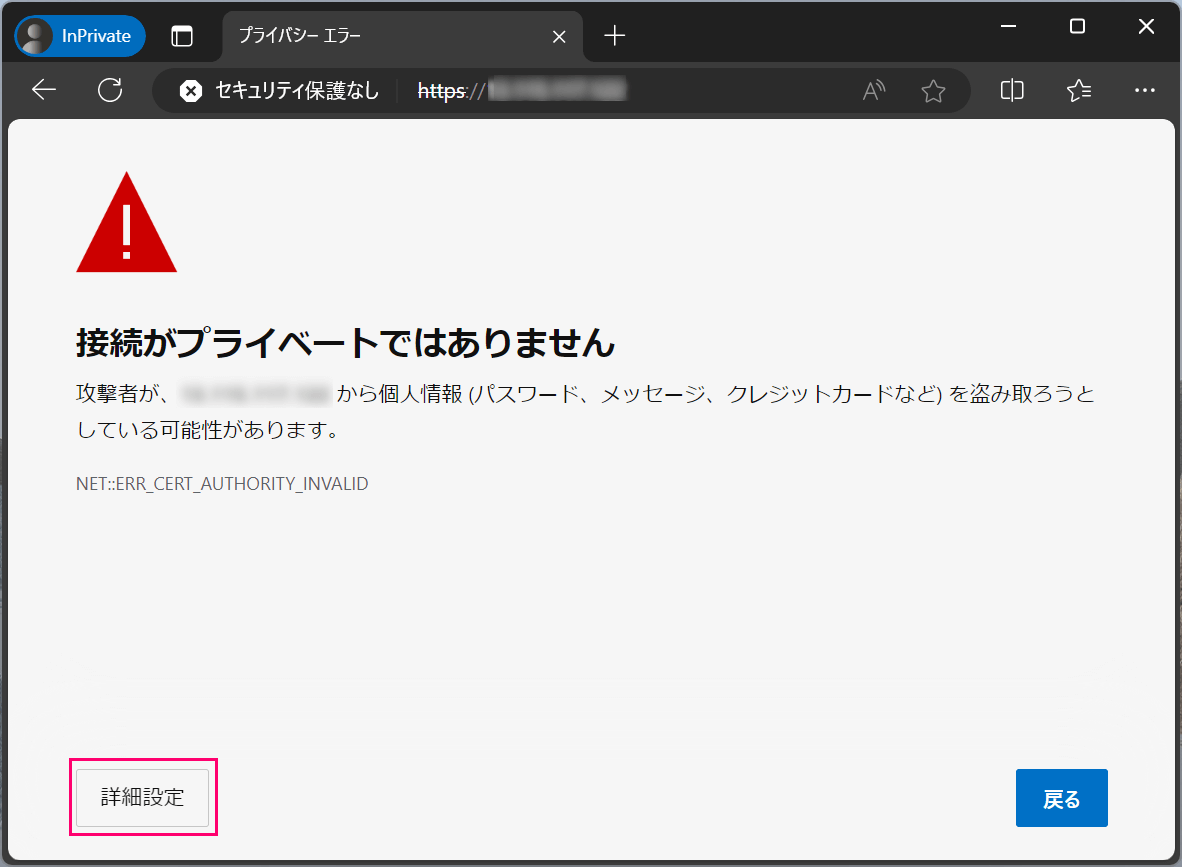 InPrivate
プライバシー エラー
セキュリティ保護なし
https://
接続がプライベートではありません
攻撃者が、 から個人情報 (パスワード、メッセージ、クレジットカードなど) を盗み取ろうと
している可能性があります。
NET::ERR_CERT_AUTHORITY_INVALID
詳細設定
戻る